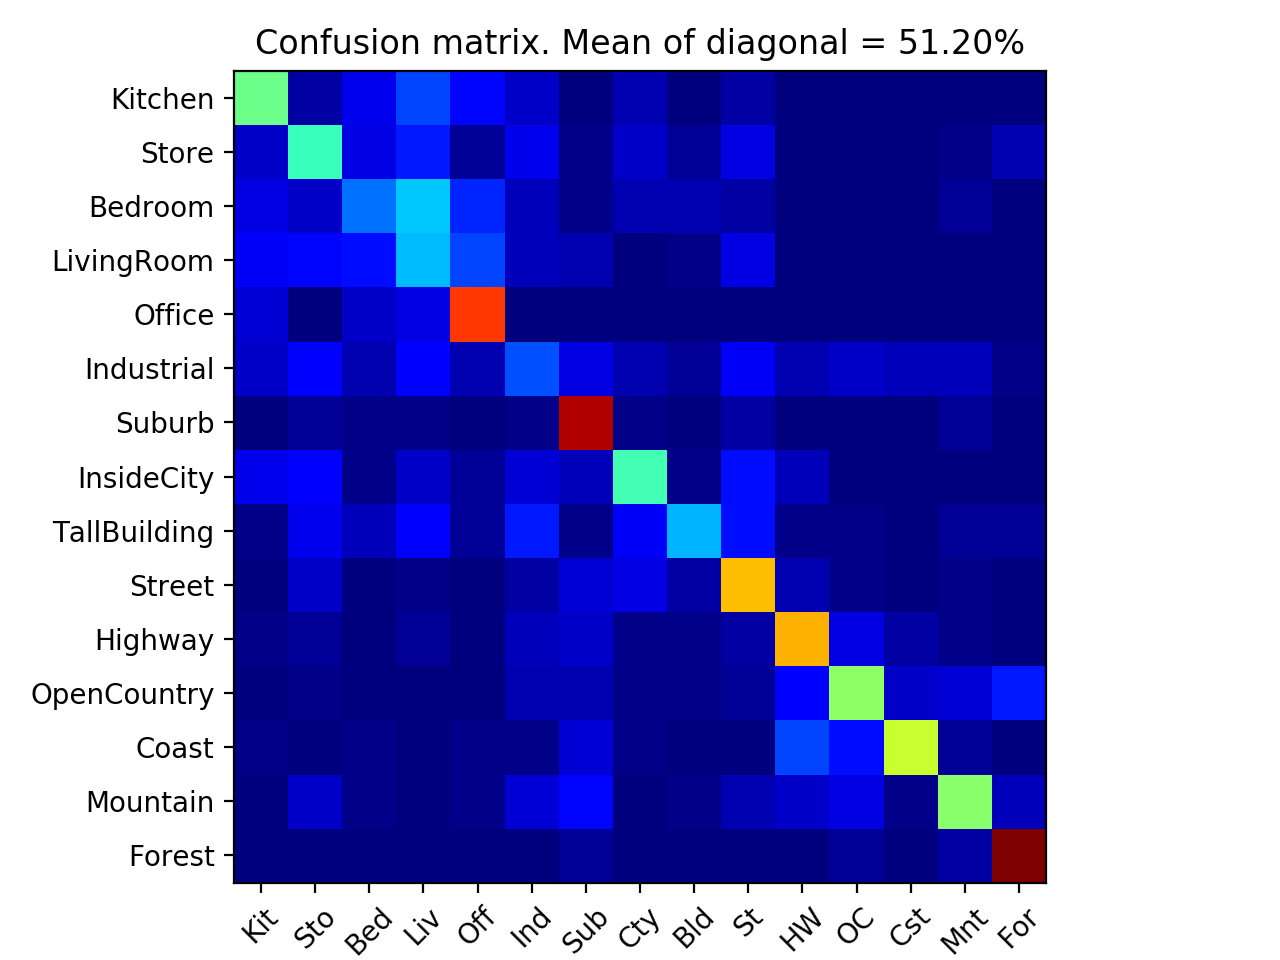 Confusion matrix. Mean of diagonal = 51.20%
Kitchen
Store
Bedroom
LivingRoom
Office
Industrial
Suburb
InsideCity
TallBuilding
Street
Highway
OpenCountry
Coast
Mountain
Forest
Kit Sto Bed Liv Off Ind Sub Cty Bld St HW OC Cst Mnt For